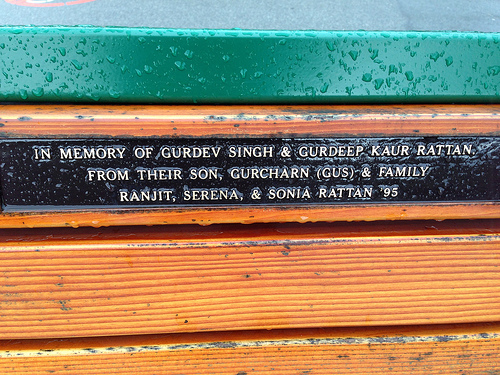 IN MEMORY OF GURDEV SINGH & GURDEEP KAUR RATTAN
FROM THEIR SON, GURCHARN (GUS) & FAMILY
RANJIT, SERENA, & SONIA RATTAN '95